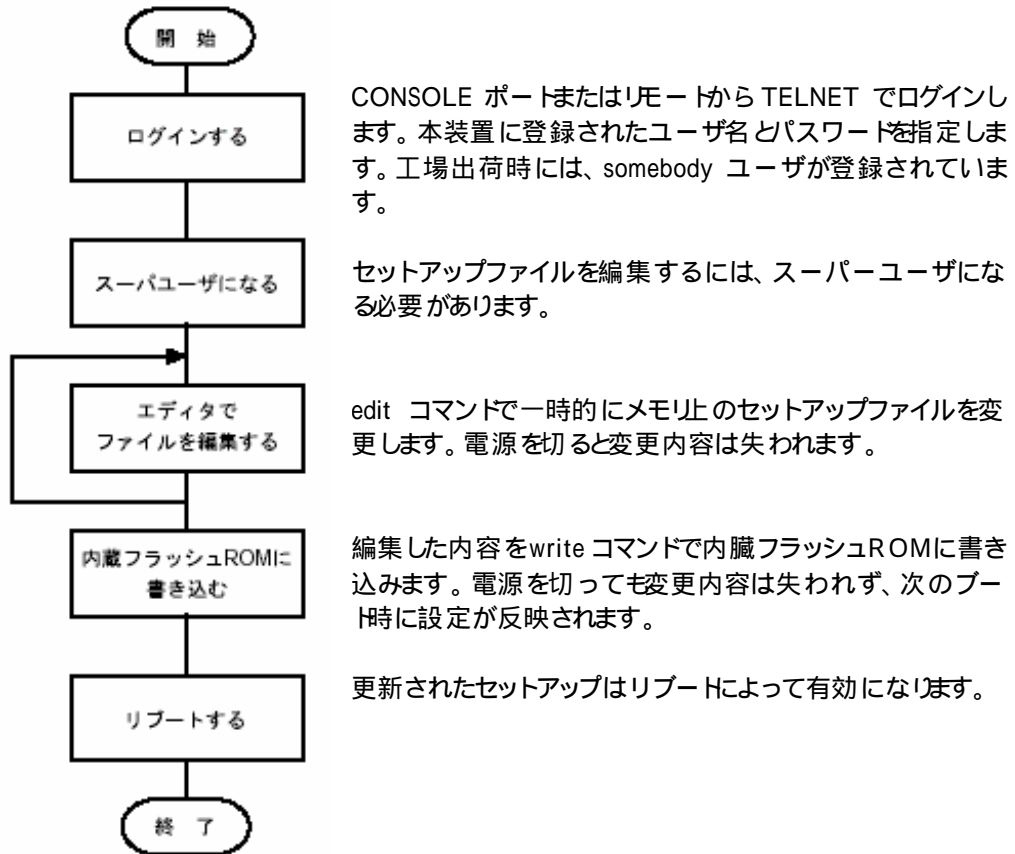 開 始
ログインする
CONSOLE ポートまたはリモートから TELNET でログインし
ます。本装置に登録されたユーザ名とパスワードを指定しま
す。工場出荷時には、somebody ユーザが登録されていま
す。
スーパユーザになる
セットアップファイルを編集するには、スーパーユーザにな
る必要があります。
エディタで
ファイルを編集する
edit コマンドで一時的にメモリ上のセットアップファイルを変
更します。電源を切ると変更内容は失われます。
内蔵フラッシュROMに
書き込む
編集した内容をwrite コマンドで内臓フラッシュROMに書き
込みます。電源を切っても変更内容は失われず、次のブー
ト時に設定が反映されます。
リブートする
更新されたセットアップはリブートによって有効になります。
終 了